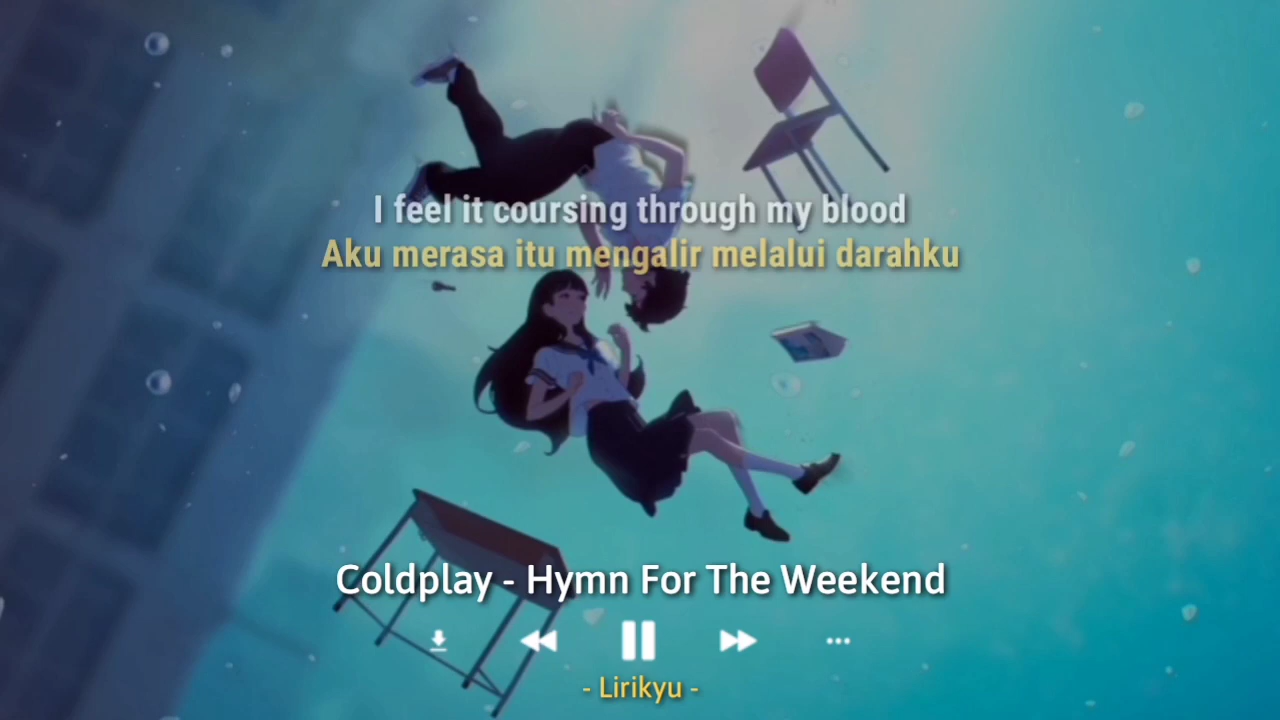 I feel it coursing through my blood
Aku merasa itu mengalir melalui darahku
Coldplay - Hymn For The Weekend
- Lirikyu -